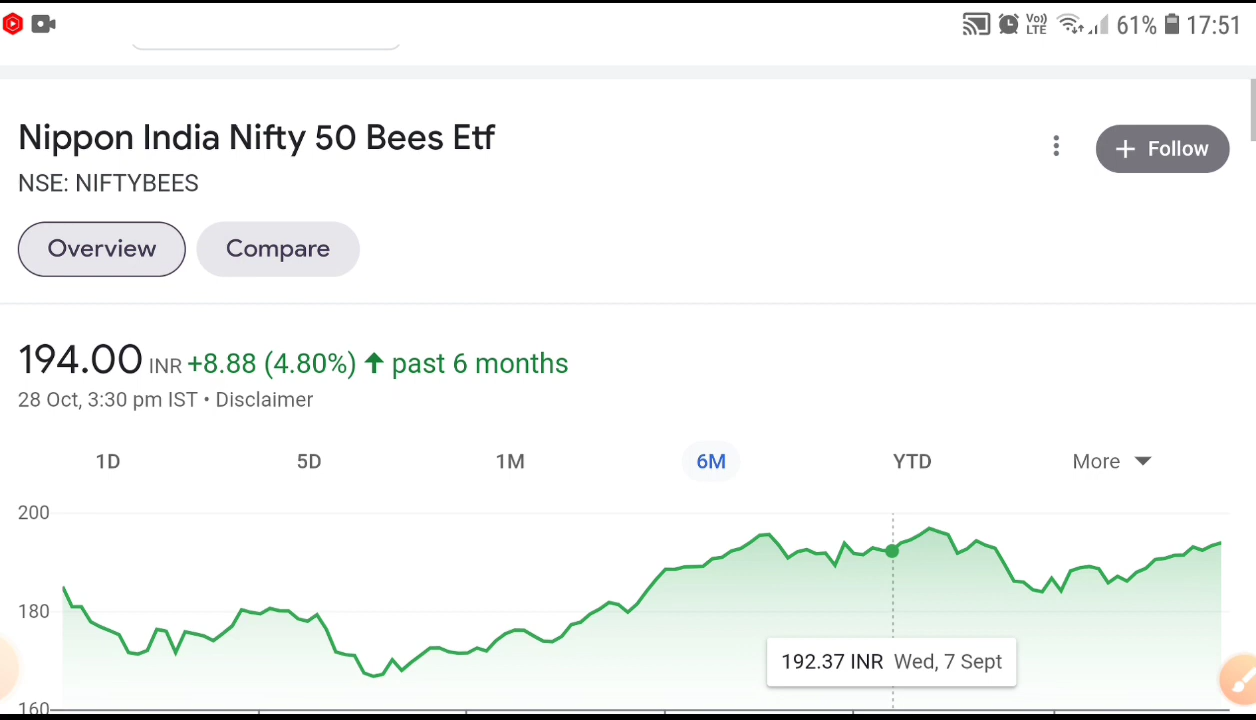 Vo))
LTE
61%
17:51
Nippon India Nifty 50 Bees Etf
NSE: NIFTYBEES
+ Follow
Overview
Compare
194.00 INR +8.88 (4.80%) ↑ past 6 months
28 Oct, 3:30 pm IST • Disclaimer
1D 5D 1M 6M YTD More
200
180
192.37 INR Wed, 7 Sept
160